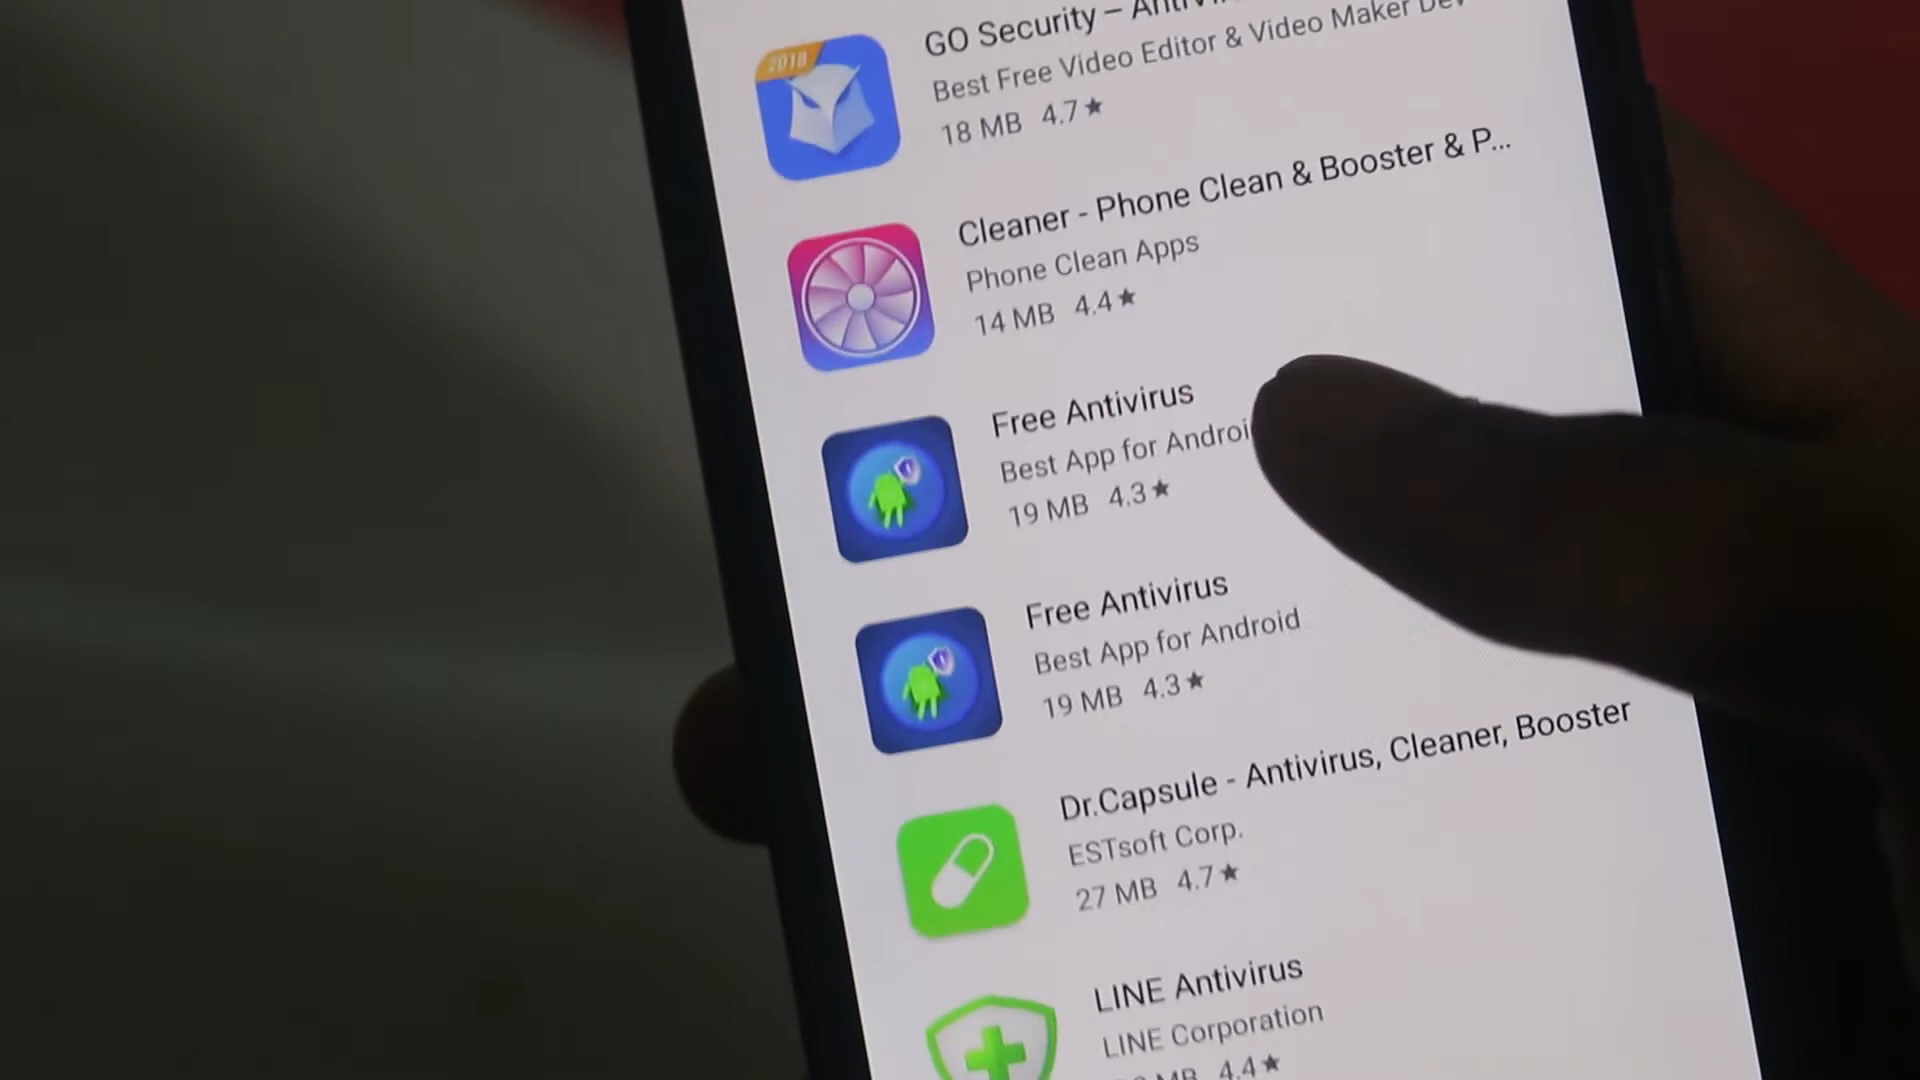 GO Security –
Best Free Video Editor & Video Maker Dev
18 MB 4.7★
2018
Cleaner - Phone Clean & Booster & P...
Phone Clean Apps
14 MB 4.4★
Free Antivirus
Best App for Androi
19 MB 4.3★
Free Antivirus
Best App for Android
19 MB 4.3★
Dr.Capsule - Antivirus, Cleaner, Booster
ESTsoft Corp.
27 MB 4.7★
LINE Antivirus
LINE Corporation
MB 4.4★